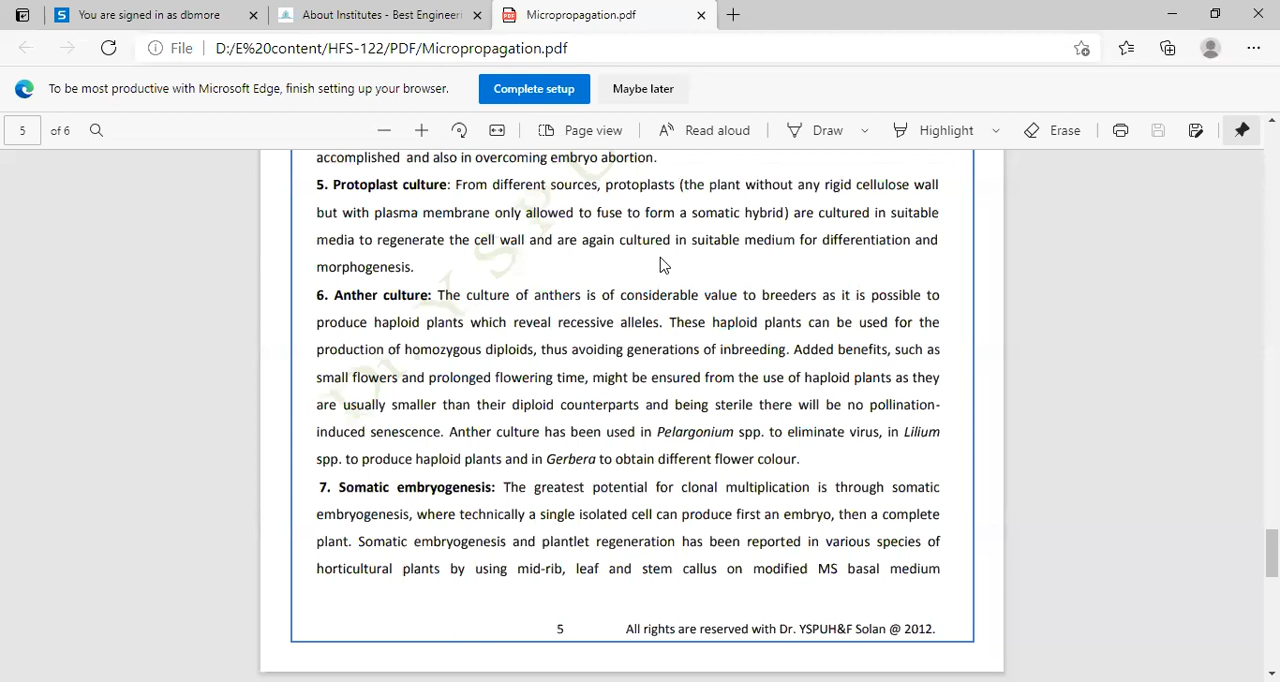 You are signed in as dbmore
About Institutes - Best Engineeri
Micropropagation.pdf
File D:/E%20content/HFS-122/PDF/Micropropagation.pdf
To be most productive with Microsoft Edge, finish setting up your browser. Complete setup Maybe later
5 of 6 Page view Read aloud Draw Highlight Erase
accomplished and also in overcoming embryo abortion.
5. Protoplast culture: From different sources, protoplasts (the plant without any rigid cellulose wall
but with plasma membrane only allowed to fuse to form a somatic hybrid) are cultured in suitable
media to regenerate the cell wall and are again cultured in suitable medium for differentiation and
morphogenesis.
6. Anther culture: The culture of anthers is of considerable value to breeders as it is possible to
produce haploid plants which reveal recessive alleles. These haploid plants can be used for the
production of homozygous diploids, thus avoiding generations of inbreeding. Added benefits, such as
small flowers and prolonged flowering time, might be ensured from the use of haploid plants as they
are usually smaller than their diploid counterparts and being sterile there will be no pollination-
induced senescence. Anther culture has been used in Pelargonium spp. to eliminate virus, in Lilium
spp. to produce haploid plants and in Gerbera to obtain different flower colour.
7. Somatic embryogenesis: The greatest potential for clonal multiplication is through somatic
embryogenesis, where technically a single isolated cell can produce first an embryo, then a complete
plant. Somatic embryogenesis and plantlet regeneration has been reported in various species of
horticultural plants by using mid-rib, leaf and stem callus on modified MS basal medium
5 All rights are reserved with Dr. YSPUH&F Solan @ 2012.